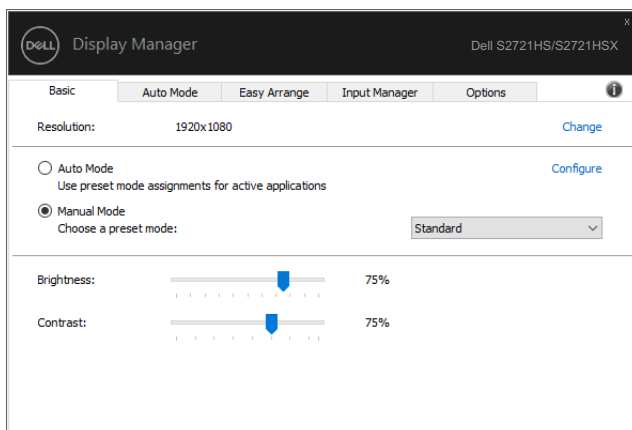 x
DELL Display Manager Dell S2721HS/S2721HSX
Basic Auto Mode Easy Arrange Input Manager Options i
Resolution: 1920x1080 Change
Auto Mode Configure
Use preset mode assignments for active applications
Manual Mode
Choose a preset mode: Standard
Brightness: 75%
Contrast: 75%